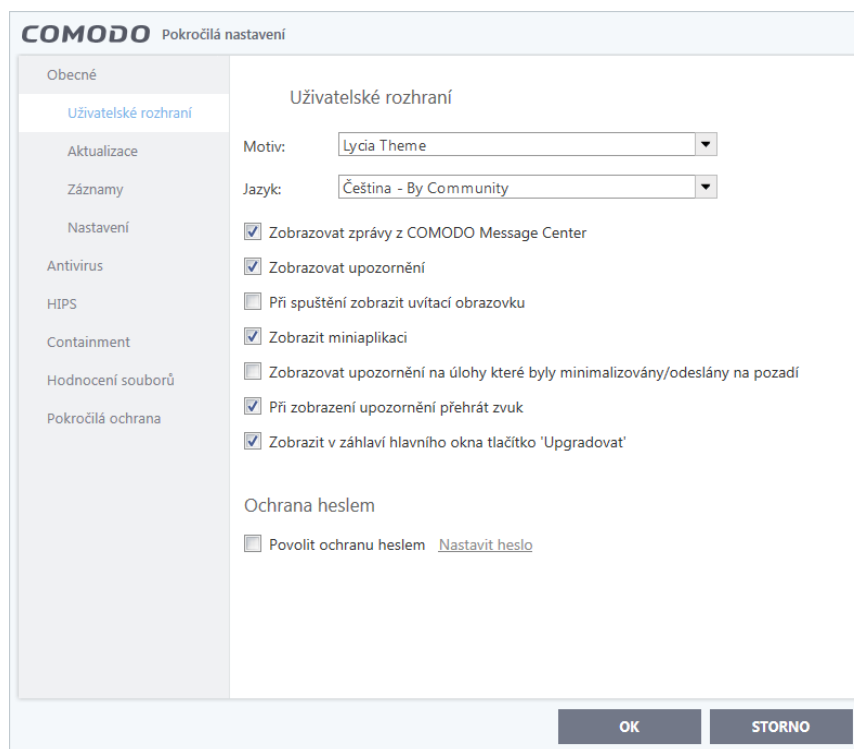 COMODO Pokročilá nastavení
Obecné
Uživatelské rozhraní
Aktualizace
Záznamy
Nastavení
Antivirus
HIPS
Containment
Hodnocení souborů
Pokročilá ochrana
Uživatelské rozhraní
Motiv: Lycia Theme
Jazyk: Čeština - By Community
Zobrazovat zprávy z COMODO Message Center
Zobrazovat upozornění
Při spuštění zobrazit uvítací obrazovku
Zobrazit miniaplikaci
Zobrazovat upozornění na úlohy které byly minimalizovány/odeslány na pozadí
Při zobrazení upozornění přehrát zvuk
Zobrazit v záhlaví hlavního okna tlačítko 'Upgradovat'
Ochrana heslem
Povolit ochranu heslem Nastavit heslo
OK STORNO